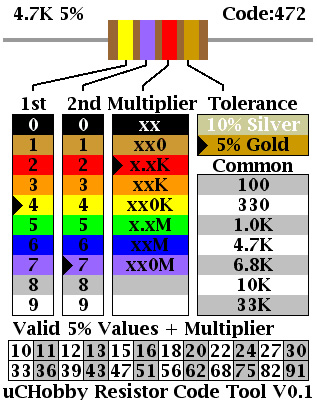 4.7K 5% Code:472
1st 2nd Multiplier Tolerance
0 0 xx 10% Silver
1 1 xx0 5% Gold
2 2 x.xK Common
3 3 xxK 100
4 4 xx0K 330
5 5 x.xM 1.0K
6 6 xxM 4.7K
7 7 xx0M 6.8K
8 8 10K
9 9 33K
Valid 5% Values + Multiplier
10 11 12 13 15 16 18 20 22 24 27 30
33 36 39 43 47 51 56 62 68 75 82 91
uCHobby Resistor Code Tool V0.1